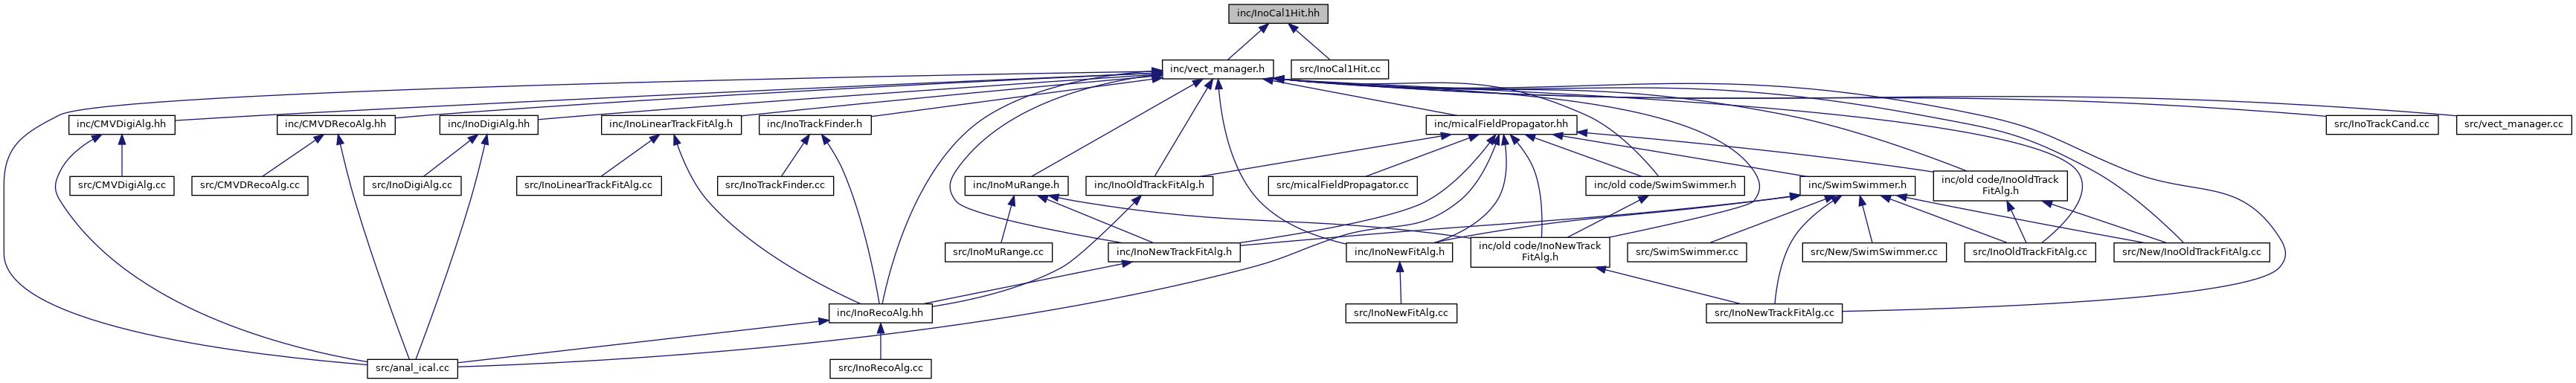 inc/InoCal1Hit.hh
inc/vect_manager.h
src/InoCal1Hit.cc
inc/CMVDigiAlg.hh
inc/CMVDRecoAlg.hh
inc/InoDigiAlg.hh
inc/InoLinearTrackFitAlg.h
inc/InoTrackFinder.h
inc/micalFieldPropagator.hh
src/InoTrackCand.cc
src/vect_manager.cc
src/CMVDigiAlg.cc
src/CMVDRecoAlg.cc
src/InoDigiAlg.cc
src/InoLinearTrackFitAlg.cc
src/InoTrackFinder.cc
inc/InoMuRange.h
inc/InoOldTrackFitAlg.h
src/micalFieldPropagator.cc
inc/old code/SwimSwimmer.h
inc/SwimSwimmer.h
inc/old code/InoOldTrack
FitAlg.h
src/InoMuRange.cc
inc/InoNewTrackFitAlg.h
inc/InoNewFitAlg.h
inc/old code/InoNewTrack
FitAlg.h
src/SwimSwimmer.cc
src/New/SwimSwimmer.cc
src/InoOldTrackFitAlg.cc
src/New/InoOldTrackFitAlg.cc
inc/InoRecoAlg.hh
src/InoNewFitAlg.cc
src/InoNewTrackFitAlg.cc
src/anal_ical.cc
src/InoRecoAlg.cc